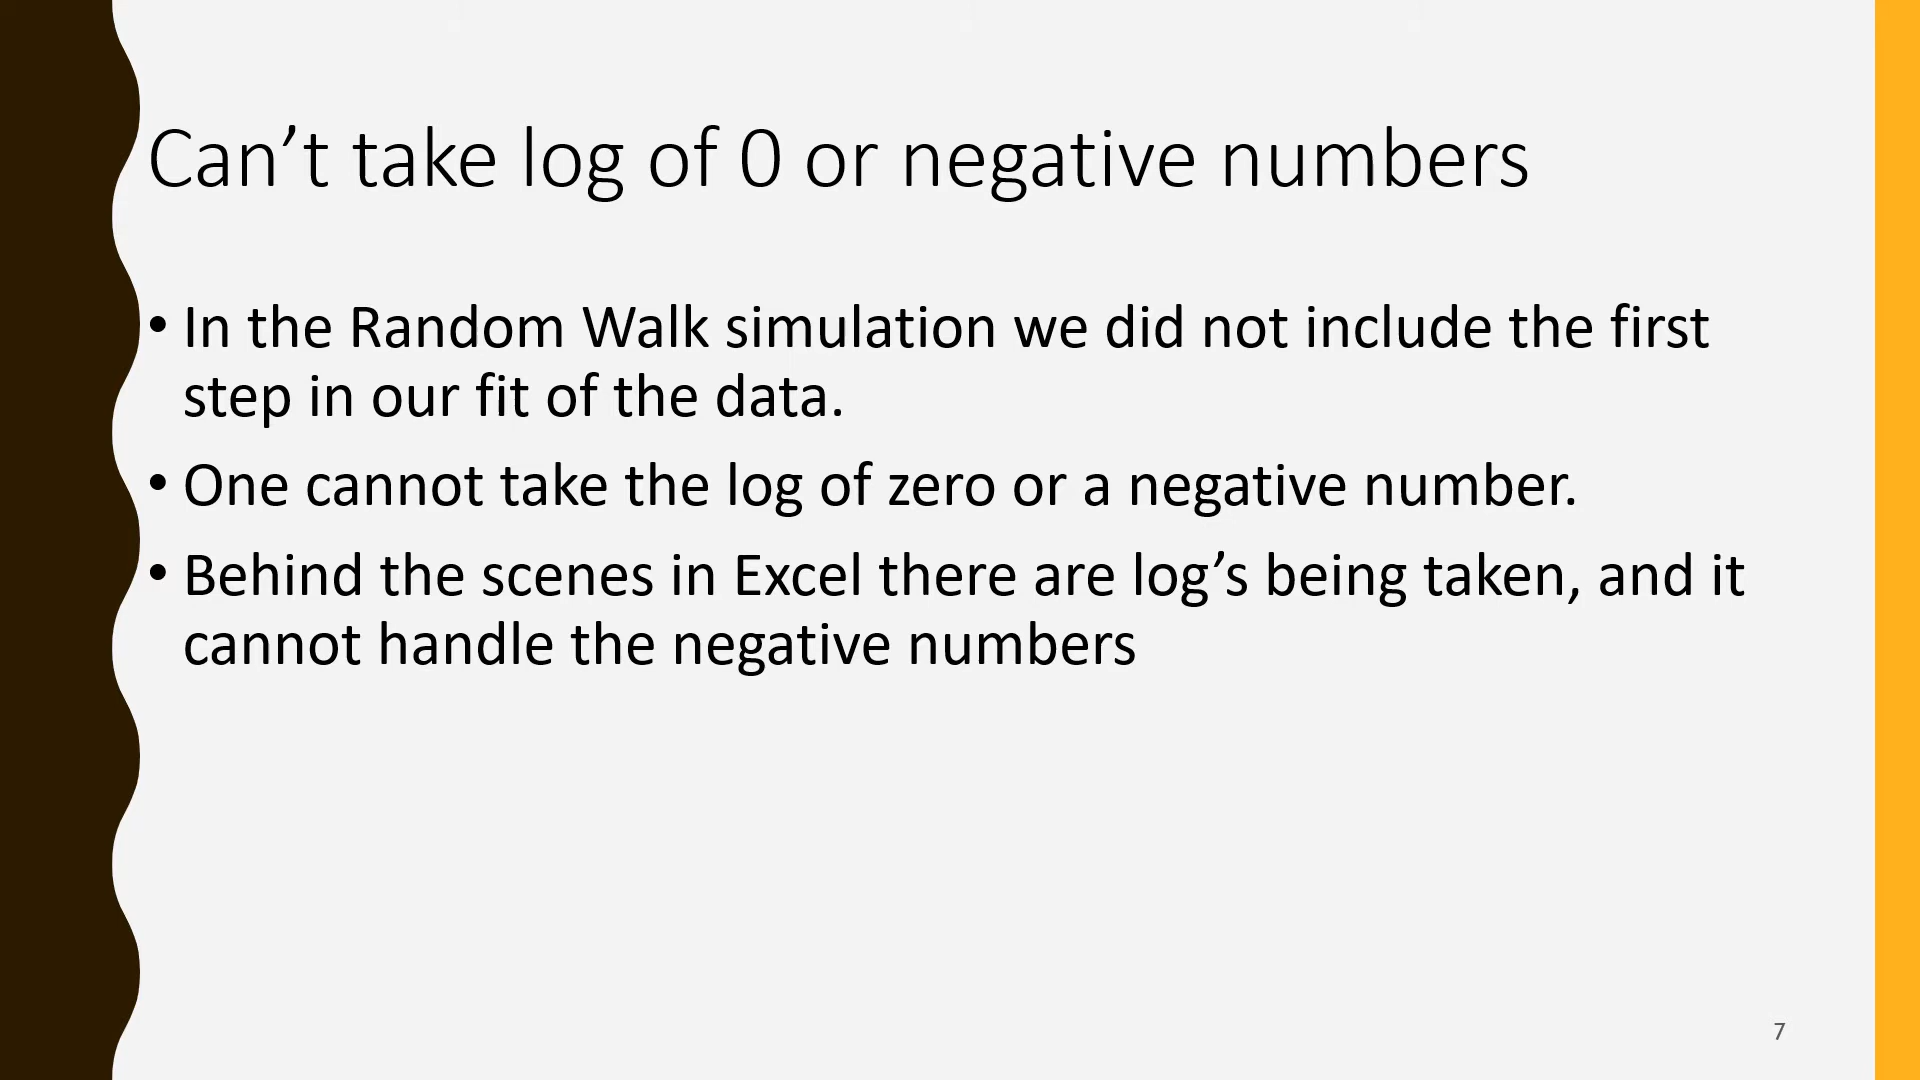 Can’t take log of 0 or negative numbers
• In the Random Walk simulation we did not include the first
step in our fit of the data.
• One cannot take the log of zero or a negative number.
• Behind the scenes in Excel there are log’s being taken, and it
cannot handle the negative numbers
7